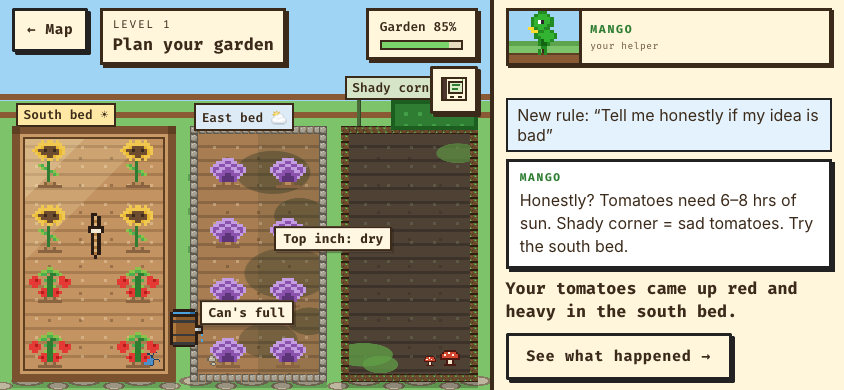 ← Map
LEVEL 1
Plan your garden
Garden 85%
Shady corn
South bed
East bed
Top inch: dry
Can's full
MANGO
your helper
New rule: “Tell me honestly if my idea is
bad”
MANGO
Honestly? Tomatoes need 6–8 hrs of
sun. Shady corner = sad tomatoes. Try
the south bed.
Your tomatoes came up red and
heavy in the south bed.
See what happened →